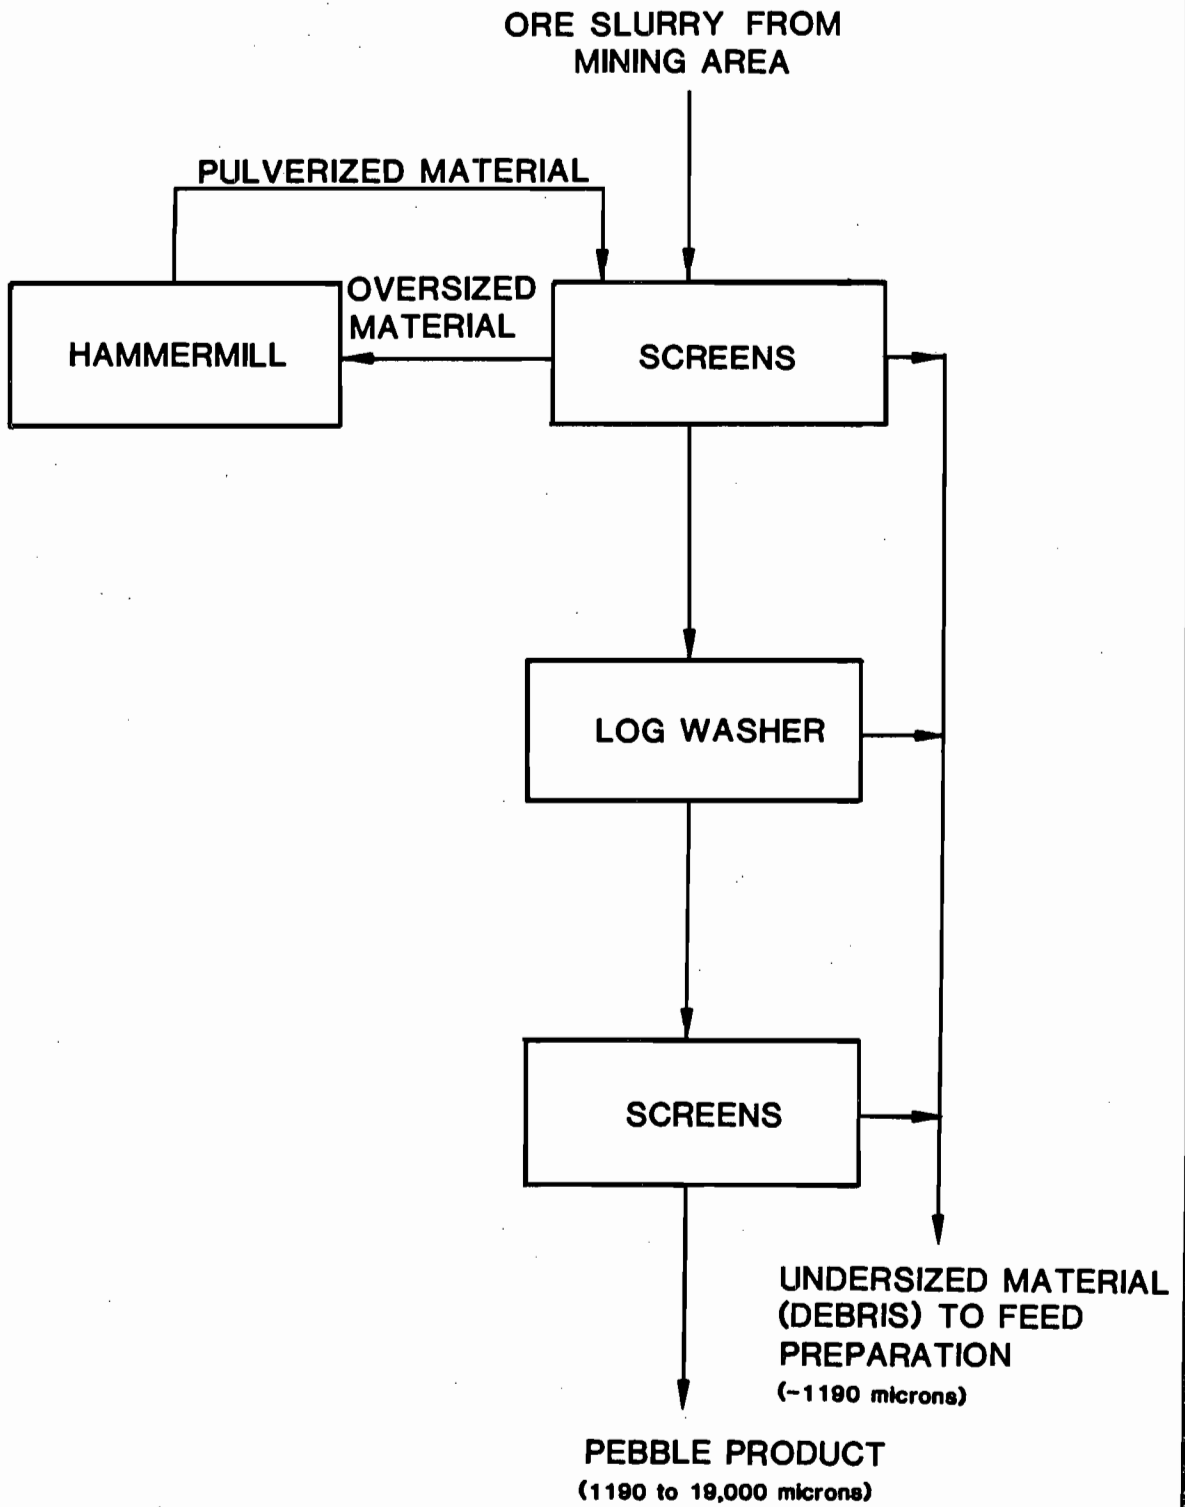 ORE SLURRY FROM
MINING AREA
PULVERIZED MATERIAL
OVERSIZED
MATERIAL
HAMMERMILL
SCREENS
LOG WASHER
SCREENS
UNDERSIZED MATERIAL
(DEBRIS) TO FEED
PREPARATION
(~1190 microns)
PEBBLE PRODUCT
(1190 to 19,000 microns)